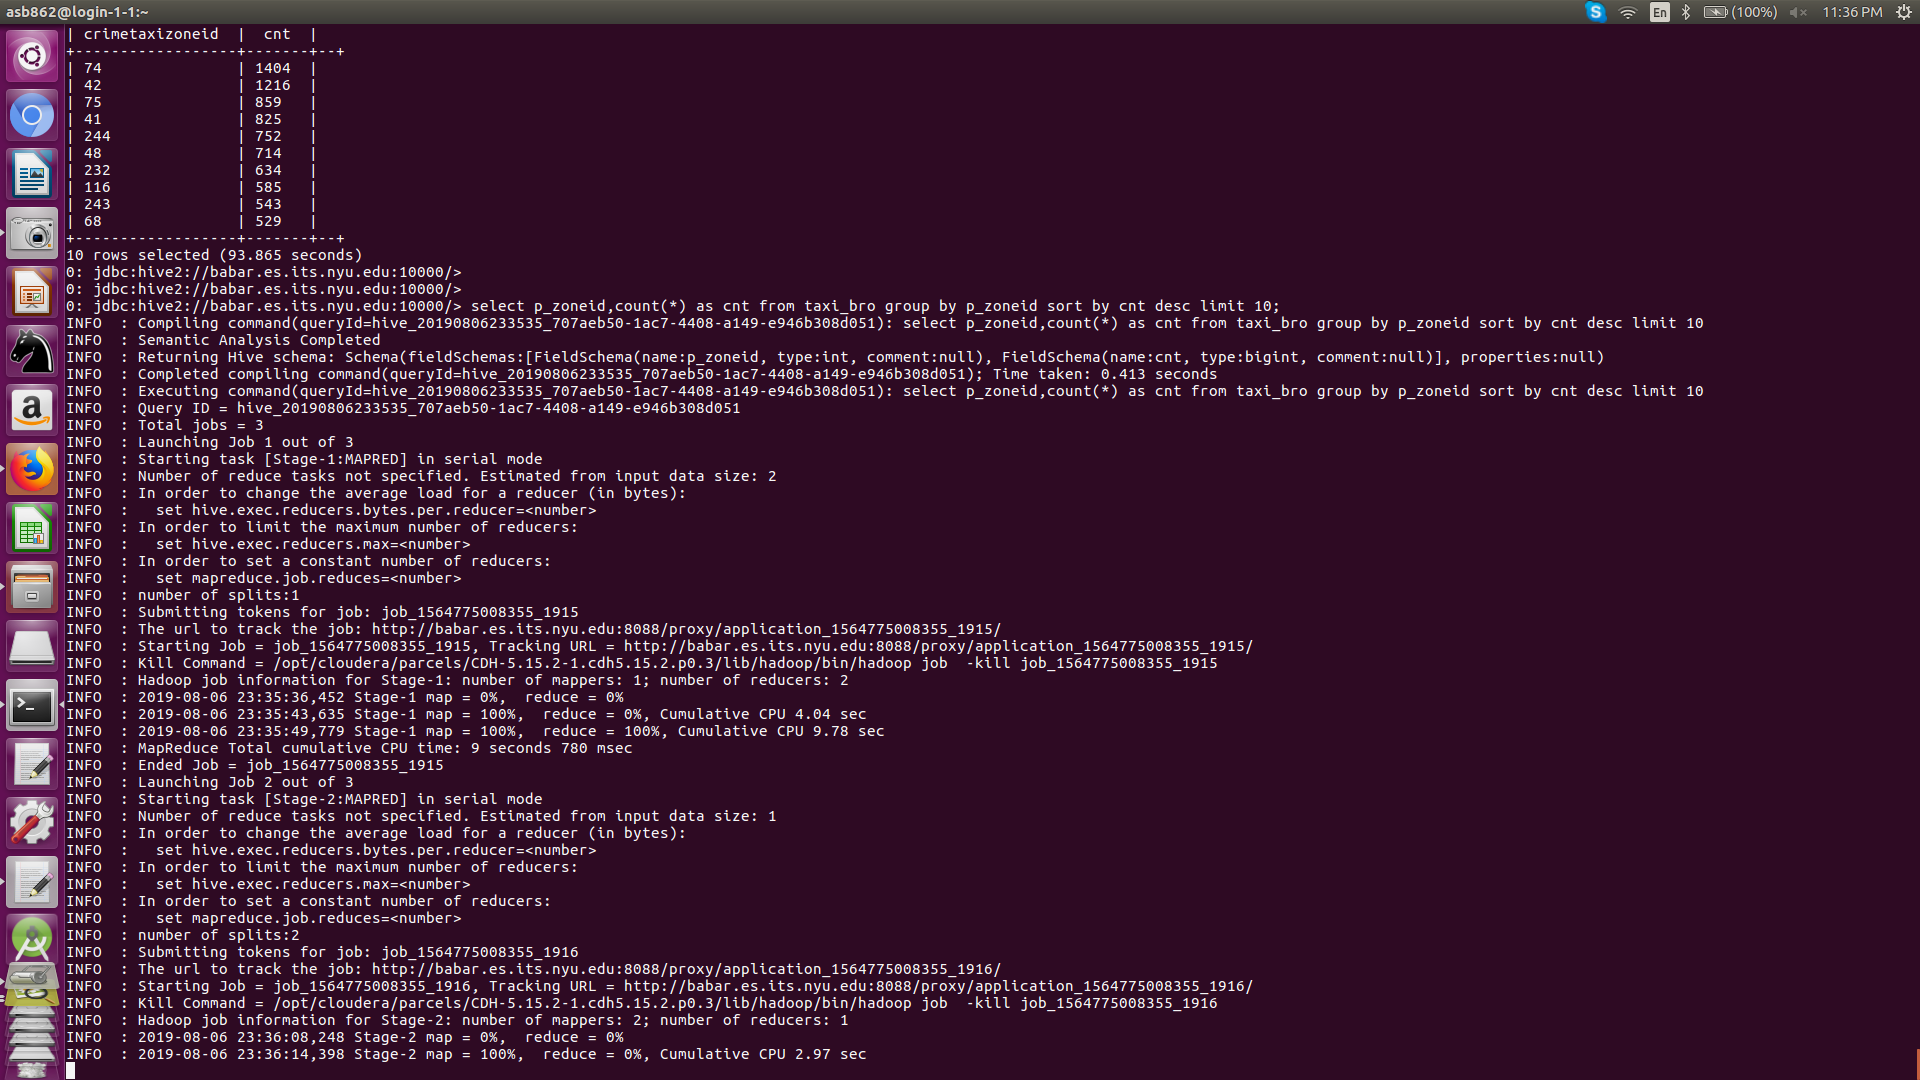 asb862@login-1-1:~
En (100%) 11:36 PM
| crimetaxizoneid  |  cnt  |
+------------------+-------+--+
| 74               | 1404  |
| 42               | 1216  |
| 75               | 859   |
| 41               | 825   |
| 244              | 752   |
| 48               | 714   |
| 232              | 634   |
| 116              | 585   |
| 243              | 543   |
| 68               | 529   |
+------------------+-------+--+
10 rows selected (93.865 seconds)
0: jdbc:hive2://babar.es.its.nyu.edu:10000/>
0: jdbc:hive2://babar.es.its.nyu.edu:10000/>
0: jdbc:hive2://babar.es.its.nyu.edu:10000/> select p_zoneid,count(*) as cnt from taxi_bro group by p_zoneid sort by cnt desc limit 10;
INFO  : Compiling command(queryId=hive_20190806233535_707aeb50-1ac7-4408-a149-e946b308d051): select p_zoneid,count(*) as cnt from taxi_bro group by p_zoneid sort by cnt desc limit 10
INFO  : Semantic Analysis Completed
INFO  : Returning Hive schema: Schema(fieldSchemas:[FieldSchema(name:p_zoneid, type:int, comment:null), FieldSchema(name:cnt, type:bigint, comment:null)], properties:null)
INFO  : Completed compiling command(queryId=hive_20190806233535_707aeb50-1ac7-4408-a149-e946b308d051); Time taken: 0.413 seconds
INFO  : Executing command(queryId=hive_20190806233535_707aeb50-1ac7-4408-a149-e946b308d051): select p_zoneid,count(*) as cnt from taxi_bro group by p_zoneid sort by cnt desc limit 10
INFO  : Query ID = hive_20190806233535_707aeb50-1ac7-4408-a149-e946b308d051
INFO  : Total jobs = 3
INFO  : Launching Job 1 out of 3
INFO  : Starting task [Stage-1:MAPRED] in serial mode
INFO  : Number of reduce tasks not specified. Estimated from input data size: 2
INFO  : In order to change the average load for a reducer (in bytes):
INFO  :   set hive.exec.reducers.bytes.per.reducer=<number>
INFO  : In order to limit the maximum number of reducers:
INFO  :   set hive.exec.reducers.max=<number>
INFO  : In order to set a constant number of reducers:
INFO  :   set mapreduce.job.reduces=<number>
INFO  : number of splits:1
INFO  : Submitting tokens for job: job_1564775008355_1915
INFO  : The url to track the job: http://babar.es.its.nyu.edu:8088/proxy/application_1564775008355_1915/
INFO  : Starting Job = job_1564775008355_1915, Tracking URL = http://babar.es.its.nyu.edu:8088/proxy/application_1564775008355_1915/
INFO  : Kill Command = /opt/cloudera/parcels/CDH-5.15.2-1.cdh5.15.2.p0.3/lib/hadoop/bin/hadoop job  -kill job_1564775008355_1915
INFO  : Hadoop job information for Stage-1: number of mappers: 1; number of reducers: 2
INFO  : 2019-08-06 23:35:36,452 Stage-1 map = 0%,  reduce = 0%
INFO  : 2019-08-06 23:35:43,635 Stage-1 map = 100%,  reduce = 0%, Cumulative CPU 4.04 sec
INFO  : 2019-08-06 23:35:49,779 Stage-1 map = 100%,  reduce = 100%, Cumulative CPU 9.78 sec
INFO  : MapReduce Total cumulative CPU time: 9 seconds 780 msec
INFO  : Ended Job = job_1564775008355_1915
INFO  : Launching Job 2 out of 3
INFO  : Starting task [Stage-2:MAPRED] in serial mode
INFO  : Number of reduce tasks not specified. Estimated from input data size: 1
INFO  : In order to change the average load for a reducer (in bytes):
INFO  :   set hive.exec.reducers.bytes.per.reducer=<number>
INFO  : In order to limit the maximum number of reducers:
INFO  :   set hive.exec.reducers.max=<number>
INFO  : In order to set a constant number of reducers:
INFO  :   set mapreduce.job.reduces=<number>
INFO  : number of splits:2
INFO  : Submitting tokens for job: job_1564775008355_1916
INFO  : The url to track the job: http://babar.es.its.nyu.edu:8088/proxy/application_1564775008355_1916/
INFO  : Starting Job = job_1564775008355_1916, Tracking URL = http://babar.es.its.nyu.edu:8088/proxy/application_1564775008355_1916/
INFO  : Kill Command = /opt/cloudera/parcels/CDH-5.15.2-1.cdh5.15.2.p0.3/lib/hadoop/bin/hadoop job  -kill job_1564775008355_1916
INFO  : Hadoop job information for Stage-2: number of mappers: 2; number of reducers: 1
INFO  : 2019-08-06 23:36:08,248 Stage-2 map = 0%,  reduce = 0%
INFO  : 2019-08-06 23:36:14,398 Stage-2 map = 100%,  reduce = 0%, Cumulative CPU 2.97 sec